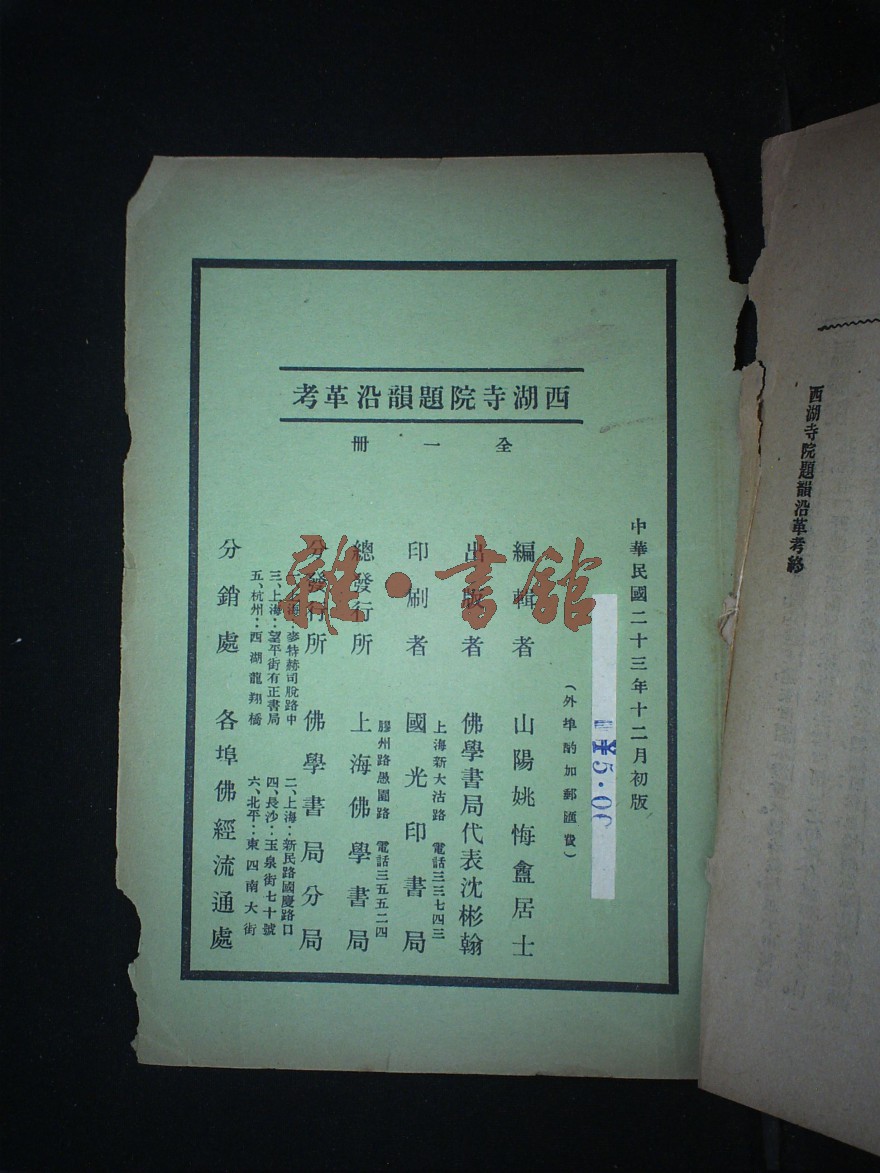 西湖寺院題韻沿革考終
西湖寺院題韻沿革考
全一冊
中華民國二十三年十二月初版
￥5.00
（外埠酌加郵匯費）
編輯者 山陽姚悔盦居士
出版者 佛學書局代表沈彬翰
上海新大沽路 電話三三七四三
印刷者 國光印書局
膠州路愚園路 電話三五五二四
總發行所 上海佛學書局
分發行所 佛學書局分局
一、上海：麥特赫司脫路中 二、上海：新民路國慶路口
三、上海：望平街有正書局 四、長沙：玉泉街七十號
五、杭州：西湖龍翔橋 六、北平：東四南大街
分銷處 各埠佛經流通處
雜·書館